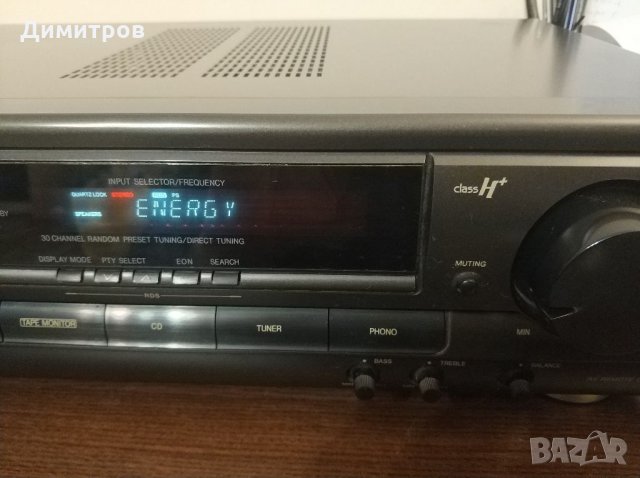 Димитров
INPUT SELECTOR/FREQUENCY
QUARTZ LOCK STEREO PS
SPEAKERS ENERGY
BY
30 CHANNEL RANDOM PRESET TUNING/DIRECT TUNING
DISPLAY MODE PTY SELECT EON SEARCH
RDS
class H+
MUTING
TAPE MONITOR CD TUNER PHONO MIN
BASS TREBLE BALANCE
BAZAR